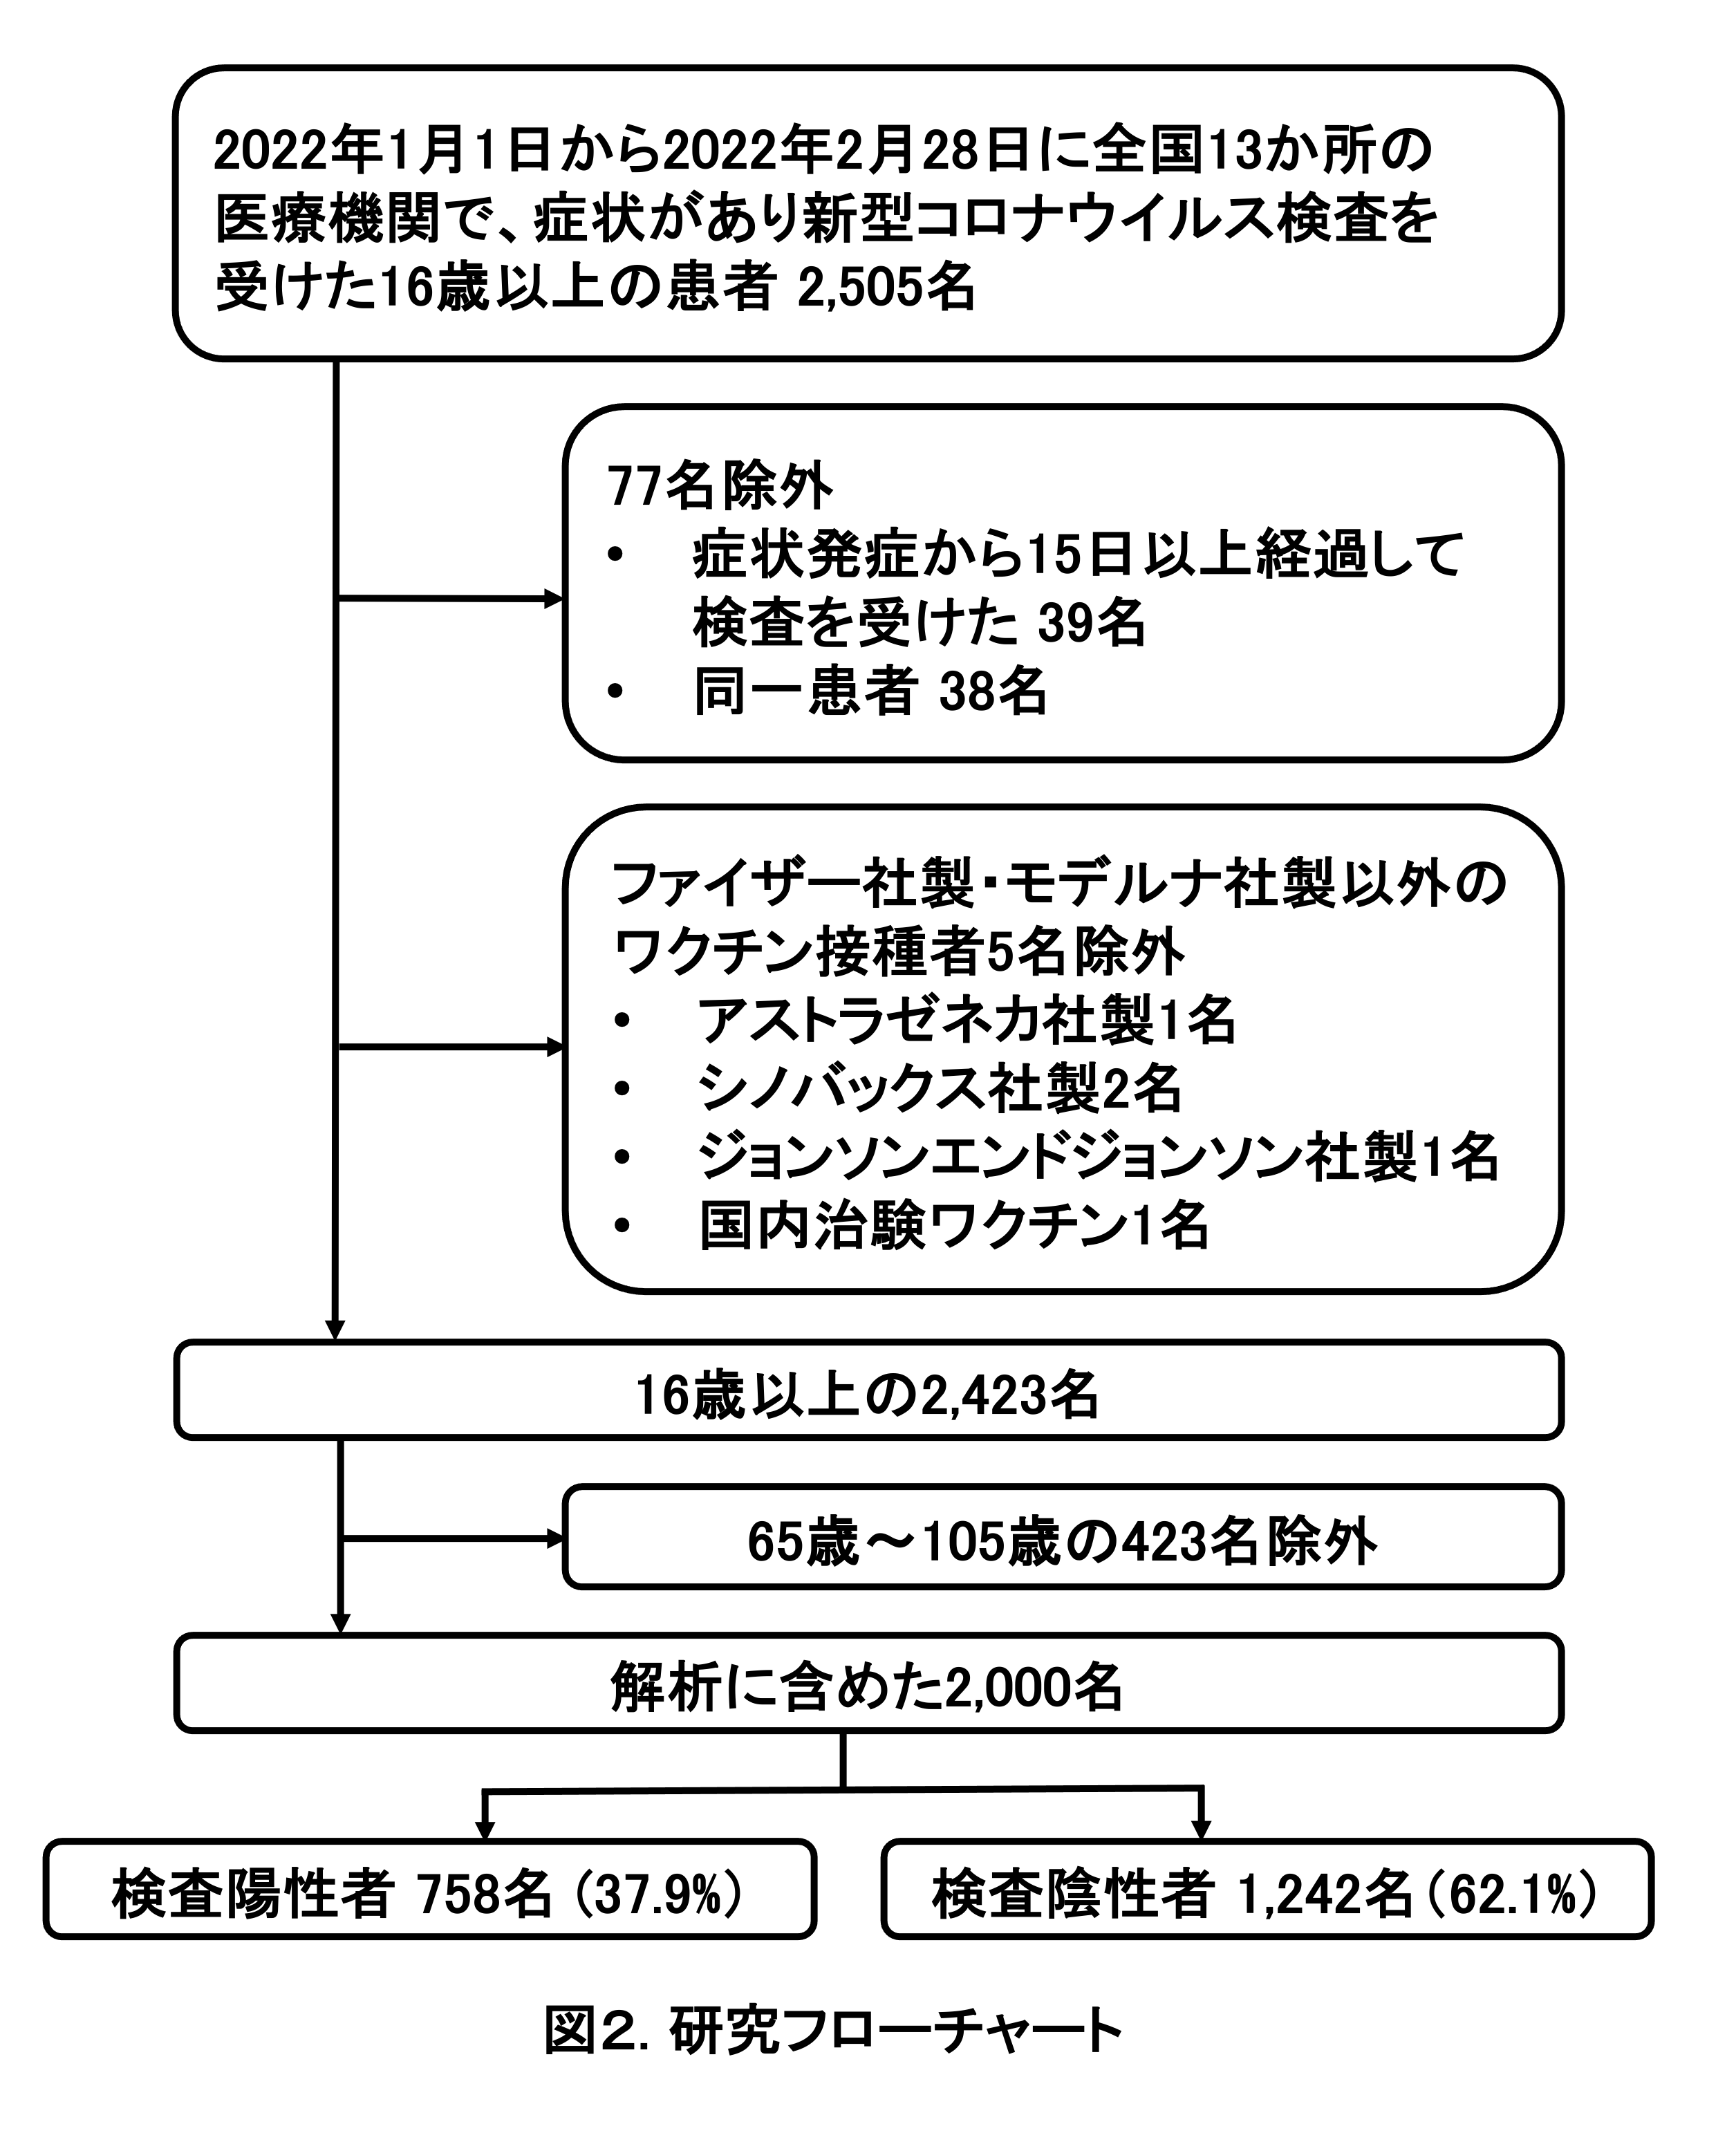 2022年1月1日から2022年2月28日に全国13か所の
医療機関で、症状があり新型コロナウイルス検査を
受けた16歳以上の患者 2,505名
77名除外
• 症状発症から15日以上経過して
検査を受けた 39名
• 同一患者 38名
ファイザー社製・モデルナ社製以外の
ワクチン接種者5名除外
• アストラゼネカ社製1名
• シノバックス社製2名
• ジョンソンエンドジョンソン社製1名
• 国内治験ワクチン1名
16歳以上の2,423名
65歳～105歳の423名除外
解析に含めた2,000名
検査陽性者 758名（37.9%）
検査陰性者 1,242名（62.1%）
図２．研究フローチャート